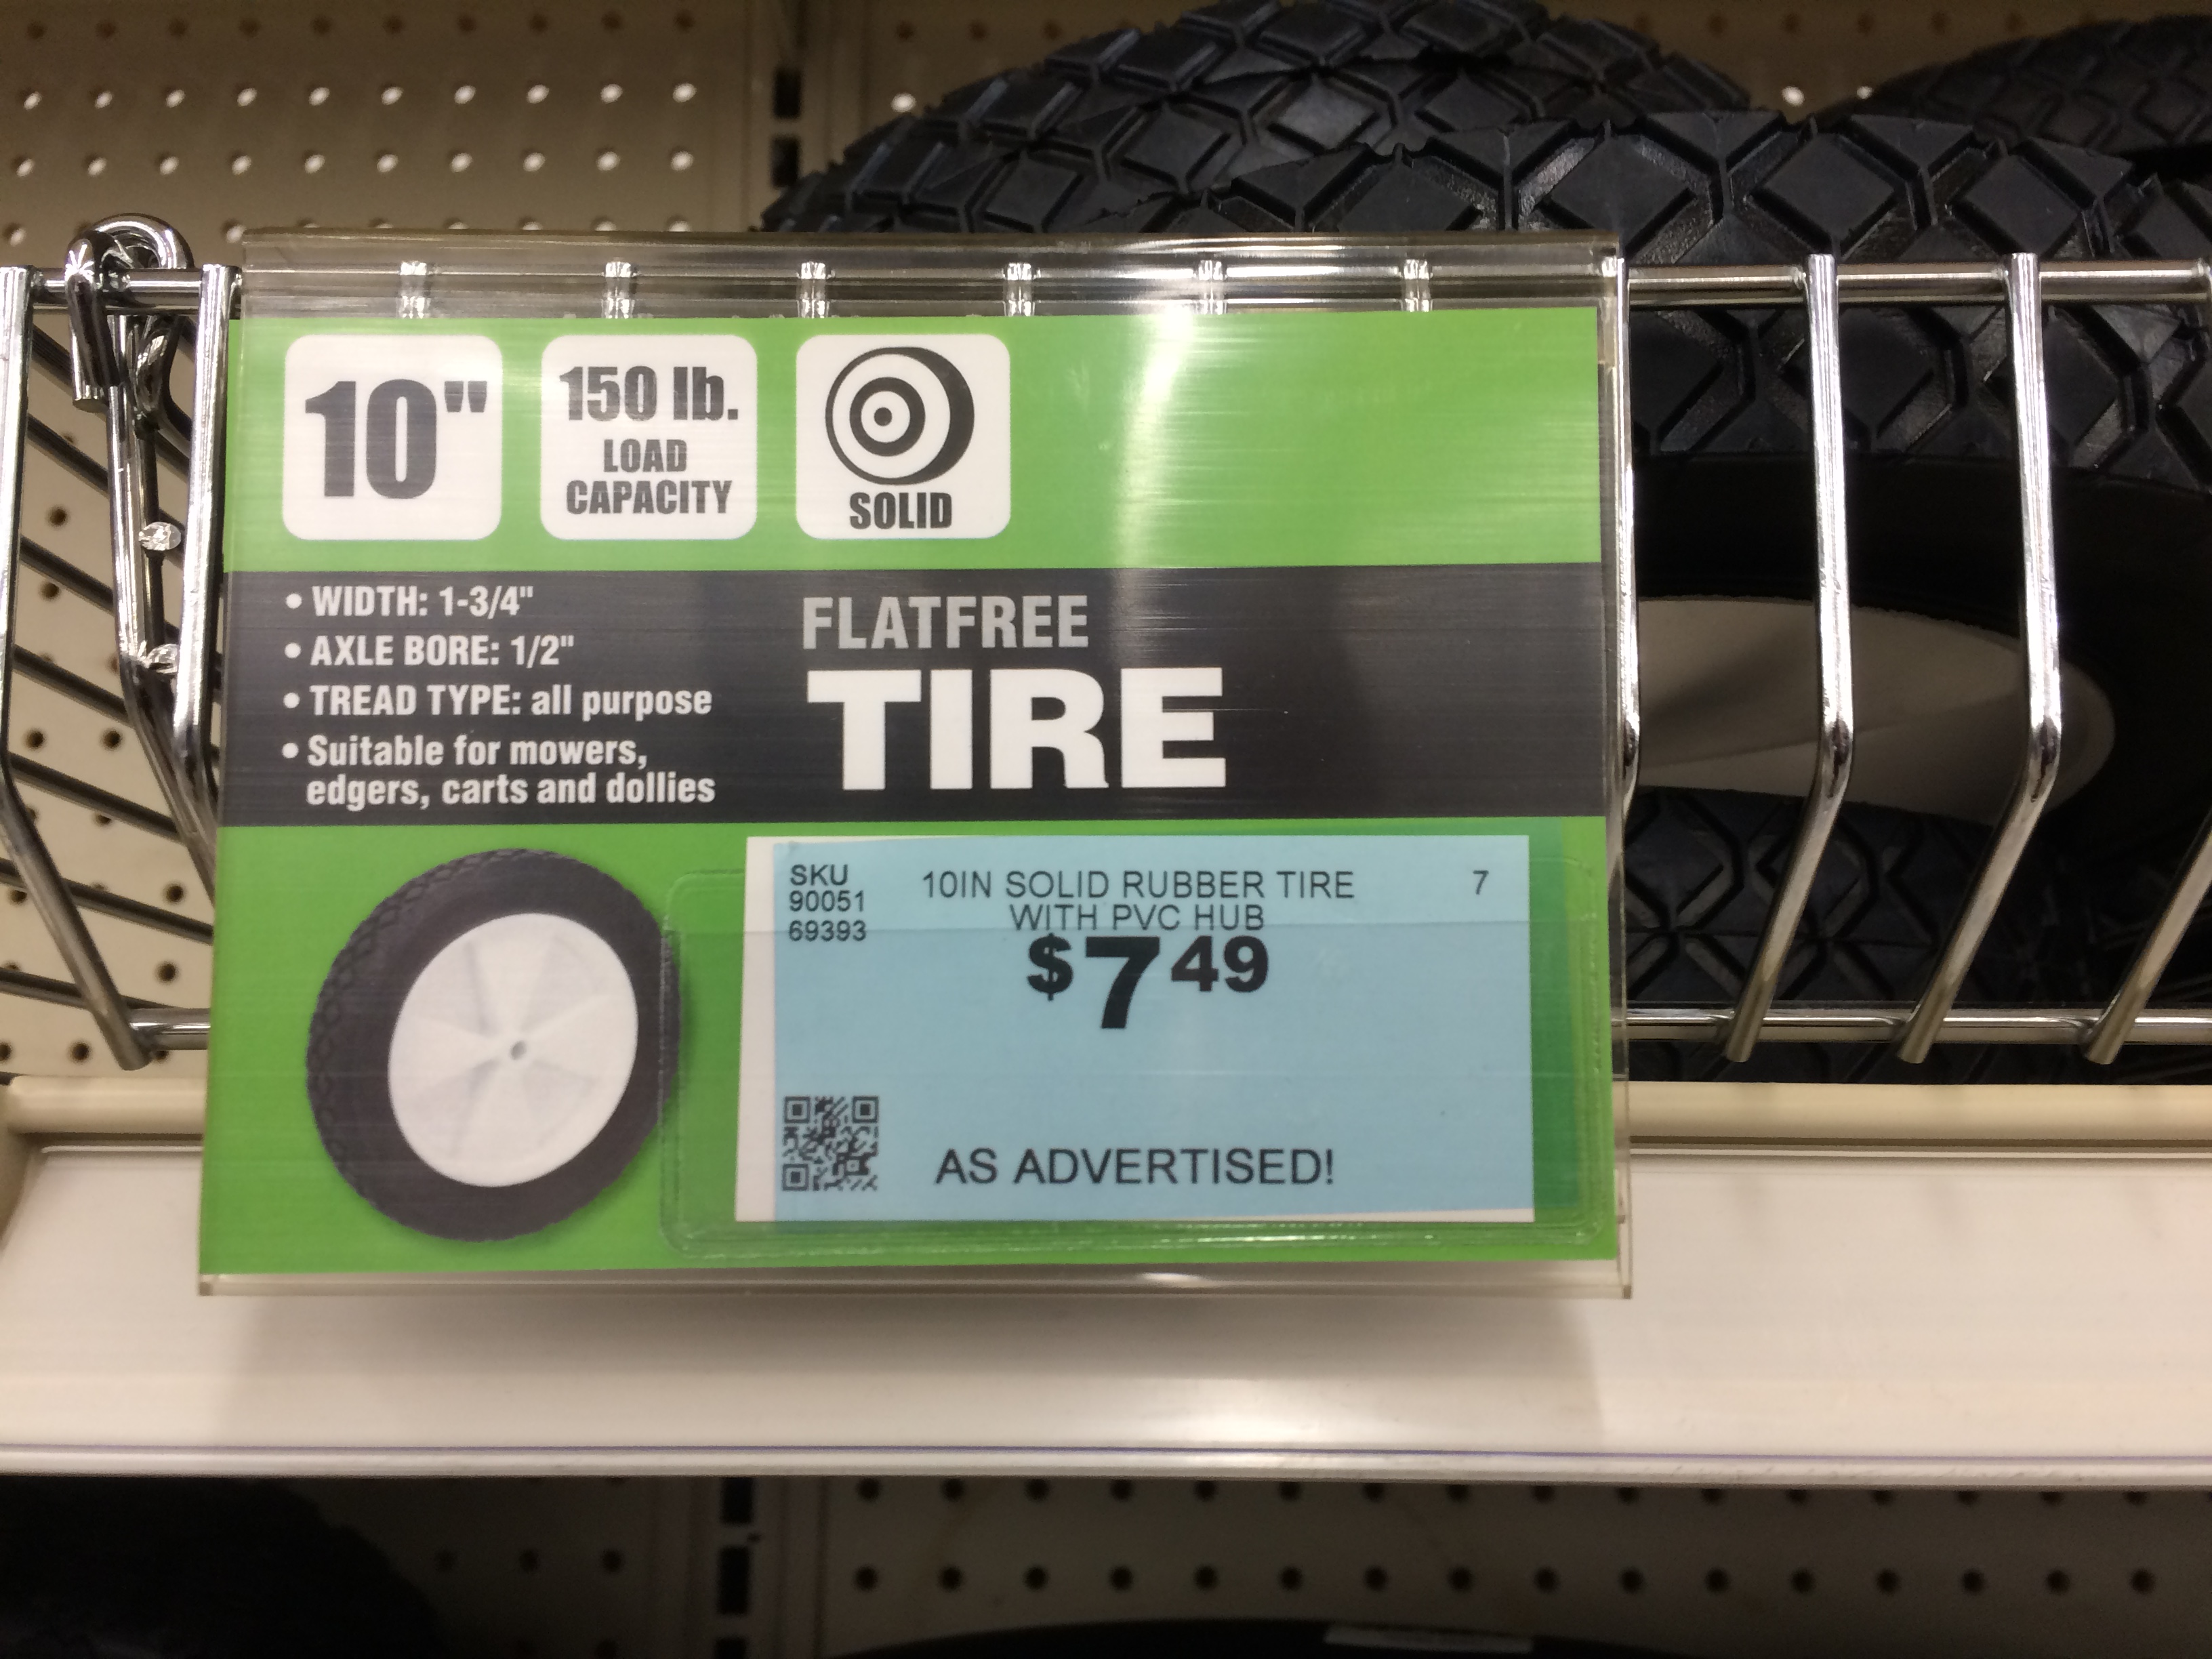 10"
150 lb.
LOAD
CAPACITY
SOLID
• WIDTH: 1-3/4"
• AXLE BORE: 1/2"
• TREAD TYPE: all purpose
• Suitable for mowers,
edgers, carts and dollies
FLATFREE
TIRE
SKU
90051
69393
10IN SOLID RUBBER TIRE
WITH PVC HUB
7
$7 49
AS ADVERTISED!